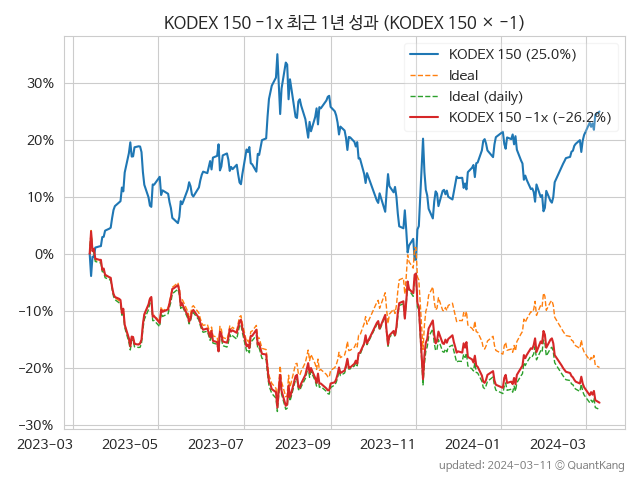 KODEX 150 −1x 최근 1년 성과 (KODEX 150 × −1)
KODEX 150 (25.0%)
Ideal
Ideal (daily)
KODEX 150 −1x (−26.2%)
30%
20%
10%
0%
−10%
−20%
−30%
2023-03
2023-05
2023-07
2023-09
2023-11
2024-01
2024-03
updated: 2024-03-11 © QuantKang